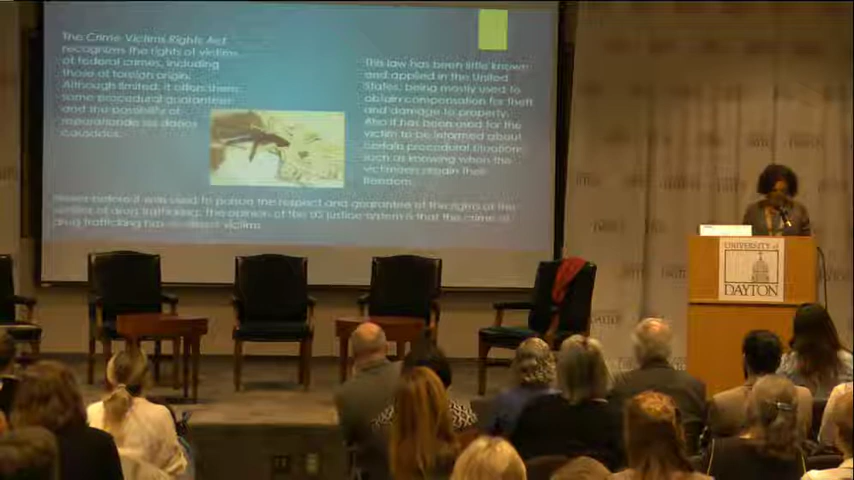 The Crime Victims Rights Act
recognizes the rights of victims
of federal crimes, including
those of foreign origin.
Although limited, it offers them
some procedural guarantees
and the possibility of
causados.
This law has been little known
and applied in the United
States, being mostly used to
obtain compensation for theft
and damage to property.
Also it has been used for the
victim to be informed about
certain procedural situations
such as knowing when the
obtain their
freedom.
Never before it was used to pursue the respect and guarantee of the rights of the
victims of drug trafficking. The opinion of the US justice system is that the crime of
drug trafficking has no direct victims.
UNIVERSITY of
DAYTON